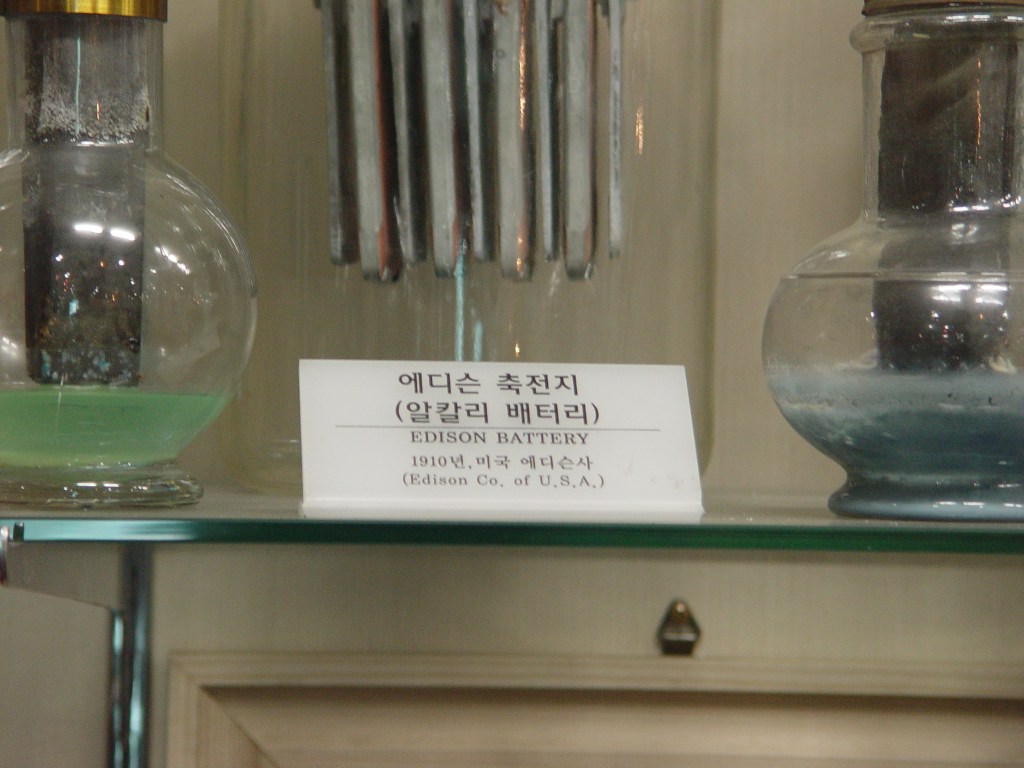 에디슨 축전지
(알칼리 배터리)
EDISON BATTERY
1910년, 미국 에디슨사
(Edison Co. of U.S.A.)